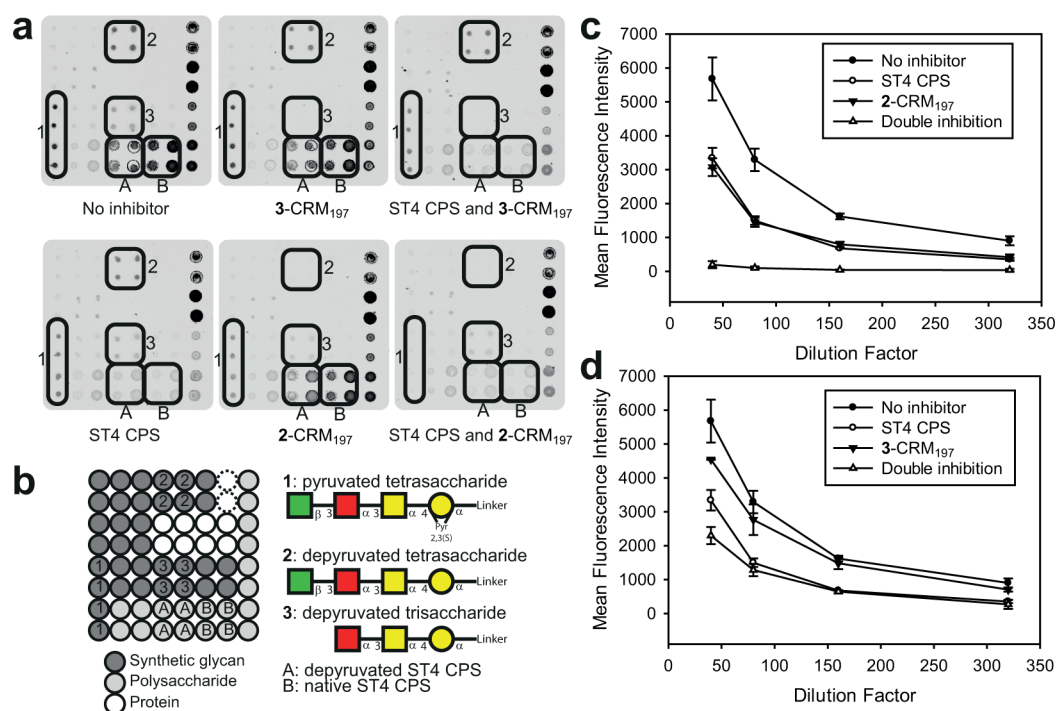 a
2
3
1
A
B
No inhibitor
2
3
1
A
B
3-CRM197
2
3
1
A
B
ST4 CPS and 3-CRM197
2
3
1
A
B
ST4 CPS
2
3
1
A
B
2-CRM197
2
3
1
A
B
ST4 CPS and 2-CRM197
b
2 2
2 2
1 3 3
1 3 3
1 A A B B
1 A A B B
Synthetic glycan
Polysaccharide
Protein
1: pyruvated tetrasaccharide
β 3 α 3 α 4 α Linker
Pyr
2,3(S)
2: depyruvated tetrasaccharide
β 3 α 3 α 4 α Linker
3: depyruvated trisaccharide
α 3 α 4 α Linker
A: depyruvated ST4 CPS
B: native ST4 CPS
c
Mean Fluorescence Intensity
7000
6000
5000
4000
3000
2000
1000
0
No inhibitor
ST4 CPS
2-CRM197
Double inhibition
0 50 100 150 200 250 300 350
Dilution Factor
d
Mean Fluorescence Intensity
7000
6000
5000
4000
3000
2000
1000
0
No inhibitor
ST4 CPS
3-CRM197
Double inhibition
0 50 100 150 200 250 300 350
Dilution Factor